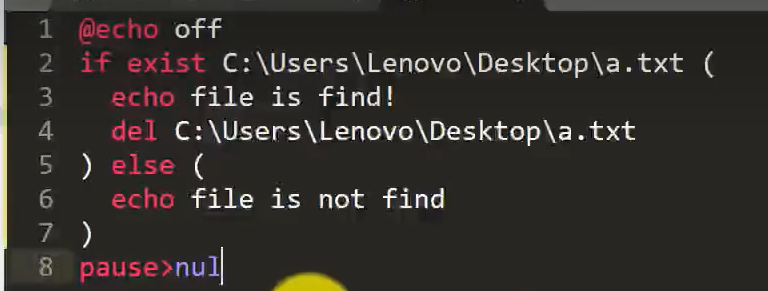 1 @echo off
2 if exist C:\Users\Lenovo\Desktop\a.txt (
3 echo file is find!
4 del C:\Users\Lenovo\Desktop\a.txt
5 ) else (
6 echo file is not find
7 )
8 pause>nul